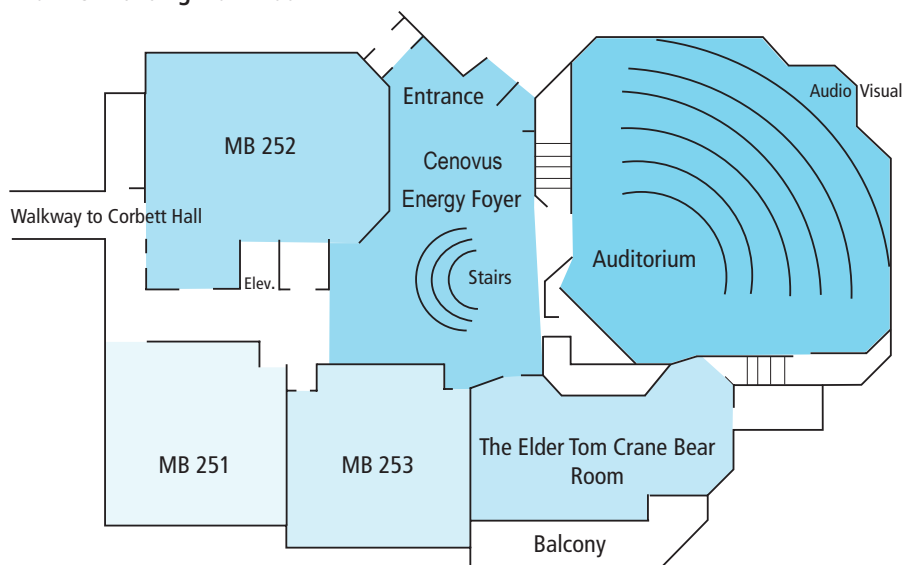 Entrance
Audio Visual
MB 252
Cenovus
Energy Foyer
Walkway to Corbett Hall
Auditorium
Stairs
Elev.
The Elder Tom Crane Bear
Room
MB 251
MB 253
Balcony